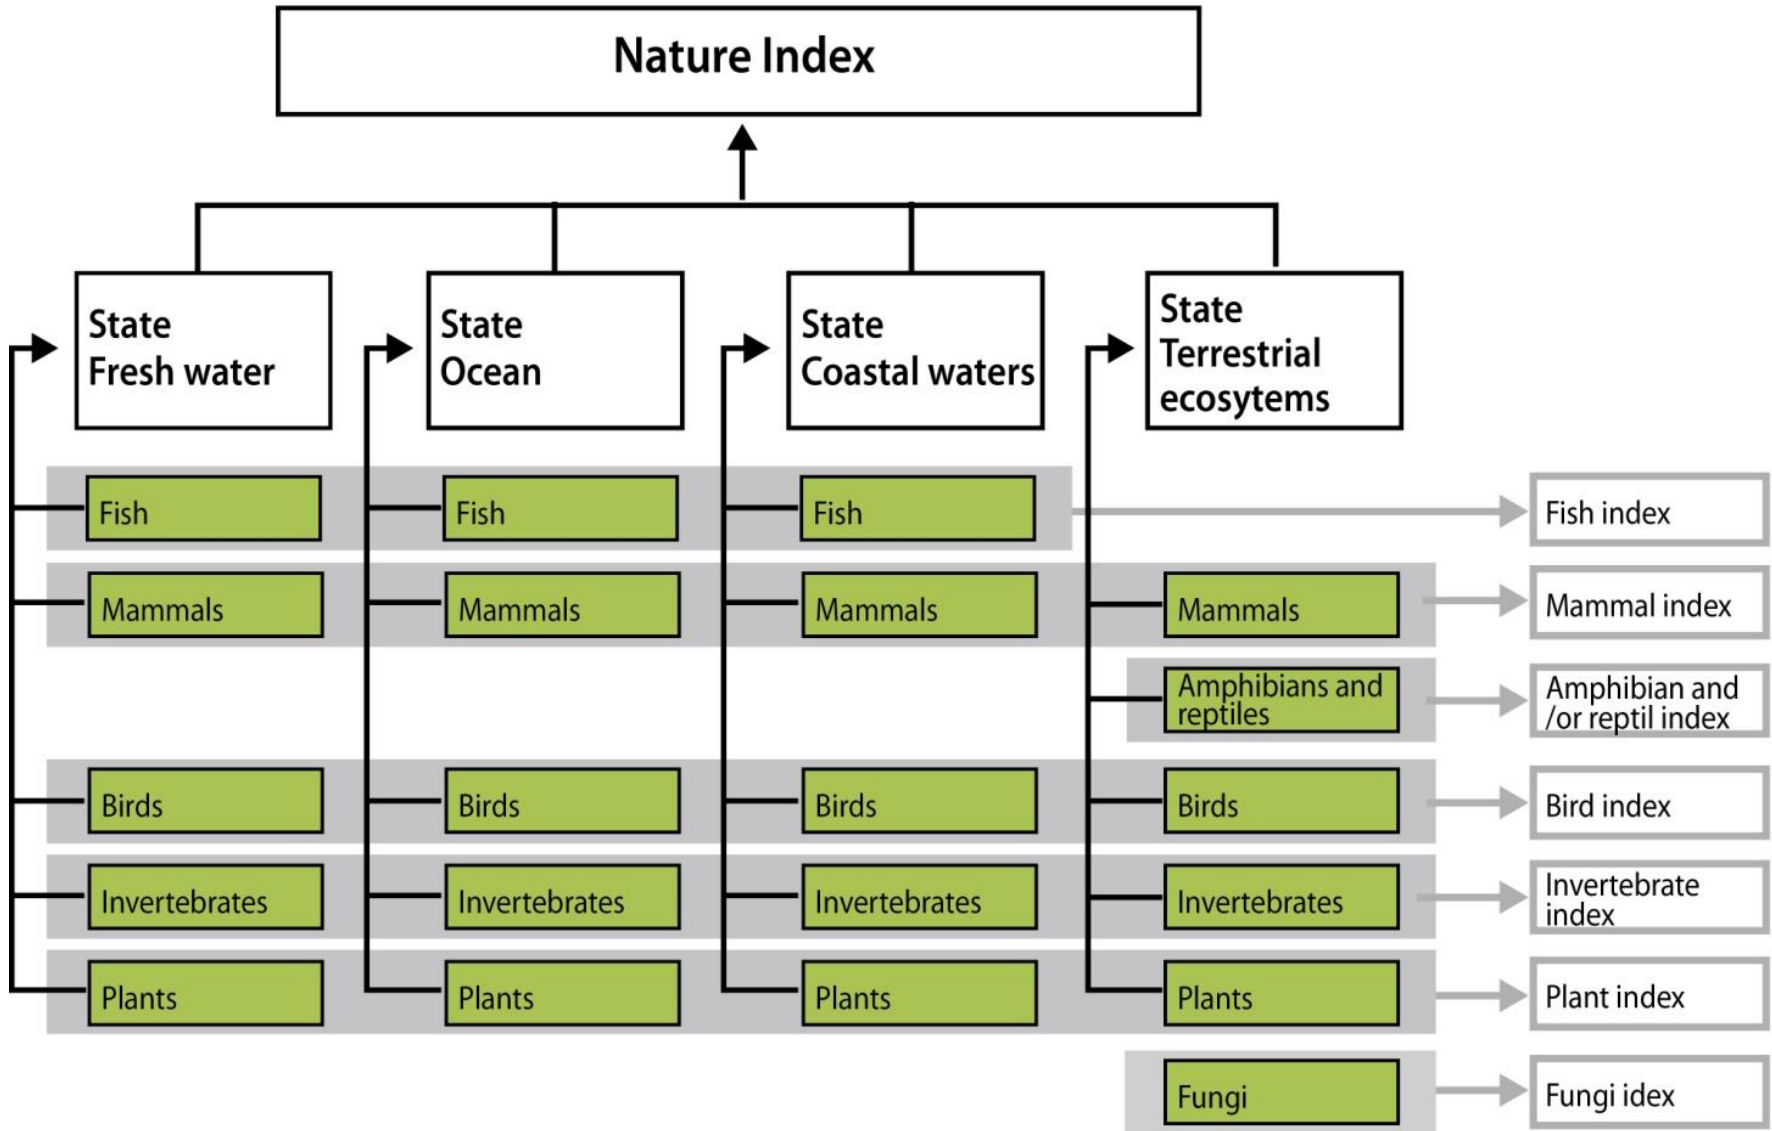 Nature Index
State
Fresh water
State
Ocean
State
Coastal waters
State
Terrestrial
ecosytems
Fish
Fish
Fish
Fish index
Mammals
Mammals
Mammals
Mammals
Mammal index
Amphibians and
reptiles
Amphibian and
/or reptil index
Birds
Birds
Birds
Birds
Bird index
Invertebrates
Invertebrates
Invertebrates
Invertebrates
Invertebrate
index
Plants
Plants
Plants
Plants
Plant index
Fungi
Fungi idex